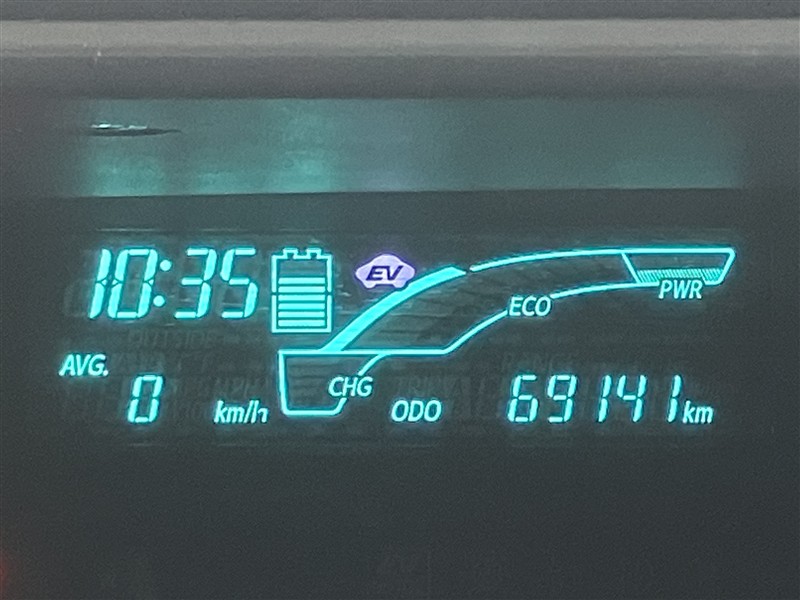 10:35
EV
ECO
PWR
AVG.
0 km/h
CHG
ODO 69141 km